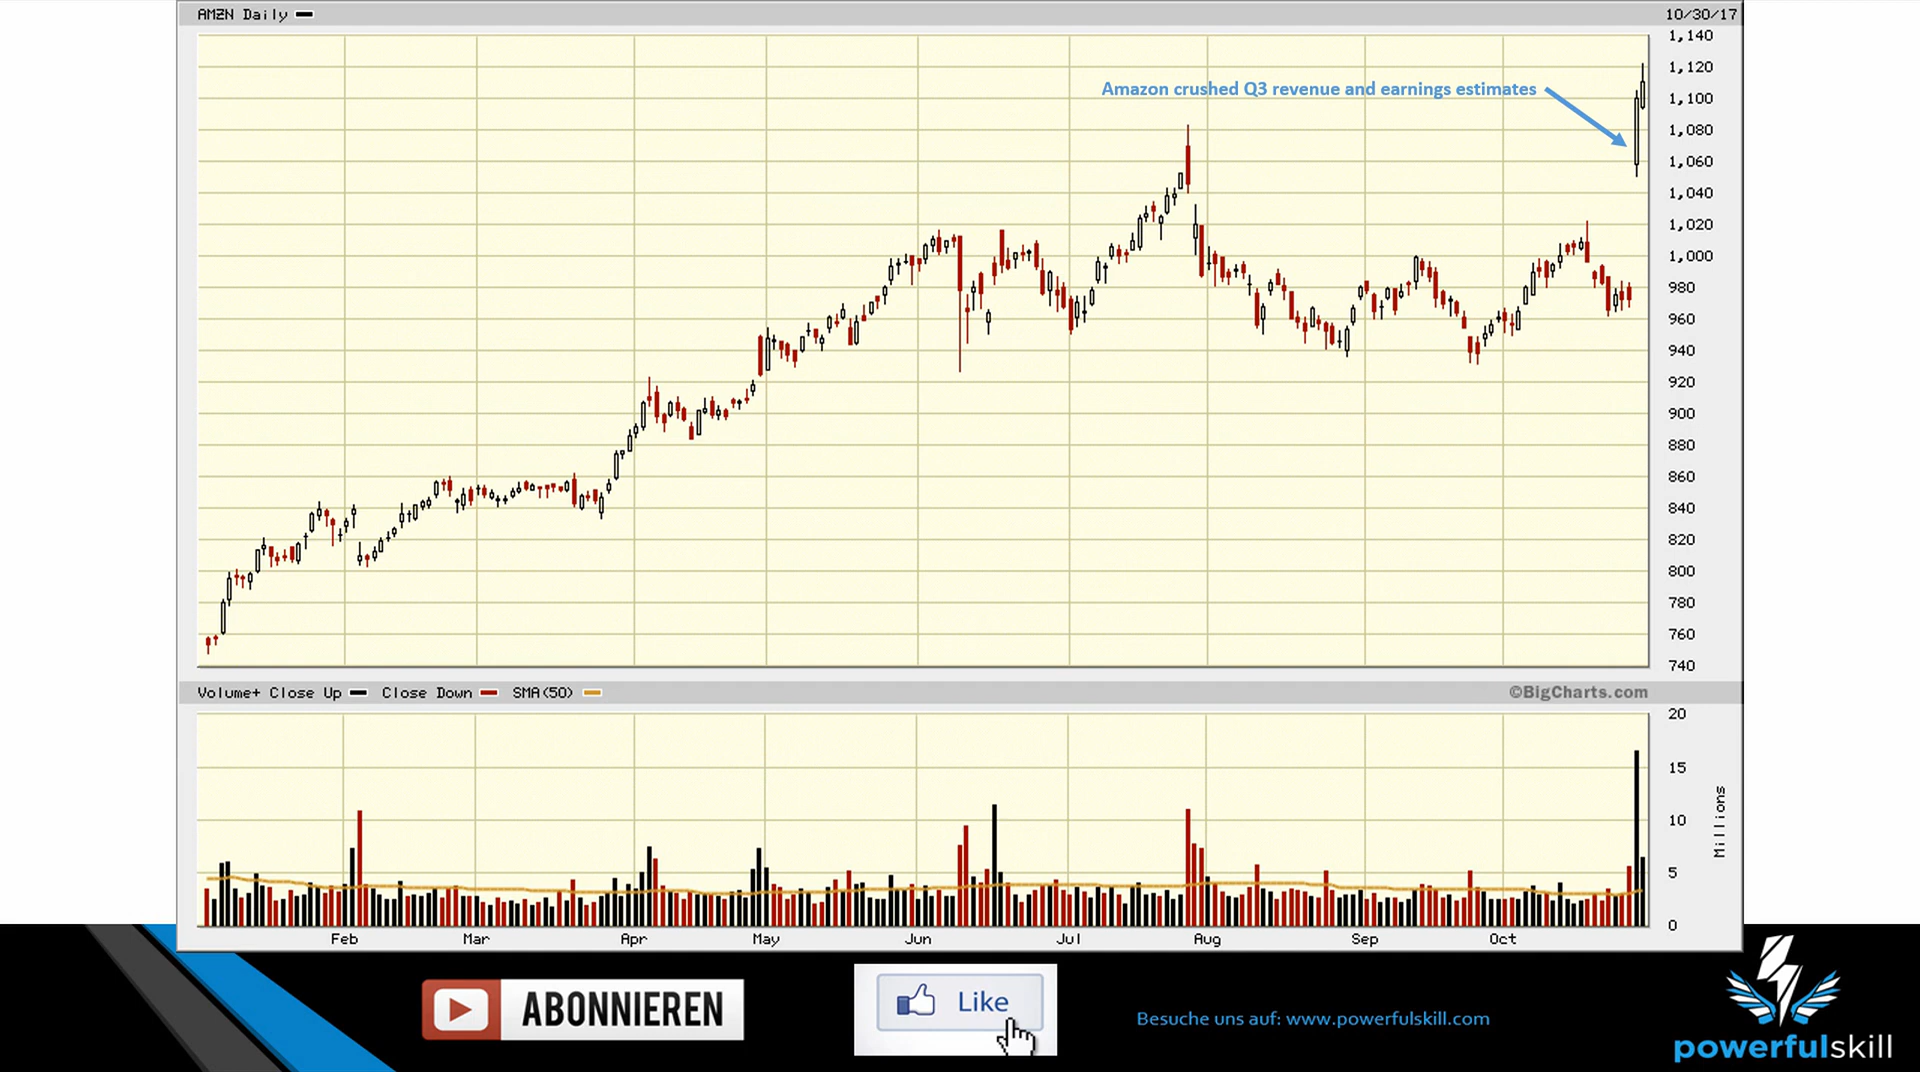 AMZN Daily
10/30/17
1,140
1,120
Amazon crushed Q3 revenue and earnings estimates
1,100
1,080
1,060
1,040
1,020
1,000
980
960
940
920
900
880
860
840
820
800
780
760
740
Volume+ Close Up Close Down SMA(50)
©BigCharts.com
20
15
10
5
0
Millions
Feb Mar Apr May Jun Jul Aug Sep Oct
ABONNIEREN
Like
Besuche uns auf: www.powerfulskill.com
powerfulskill